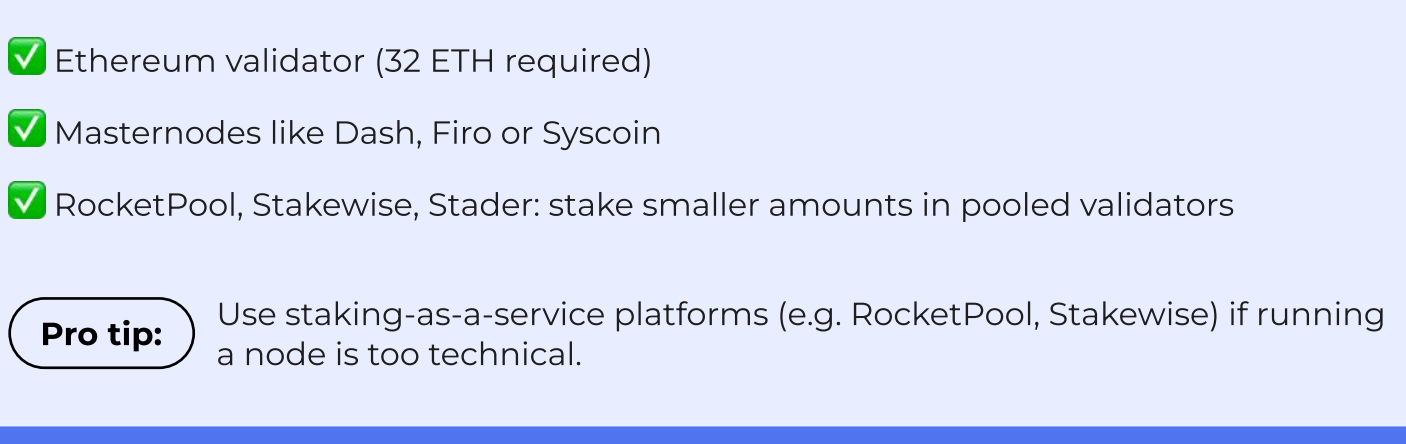 ✅ Ethereum validator (32 ETH required)
✅ Masternodes like Dash, Firo or Syscoin
✅ RocketPool, Stakewise, Stader: stake smaller amounts in pooled validators
Pro tip:
Use staking-as-a-service platforms (e.g. RocketPool, Stakewise) if running
a node is too technical.